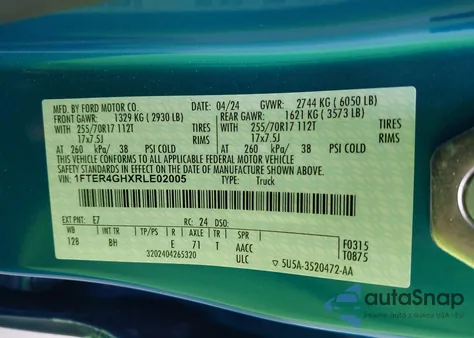 MFD. BY FORD MOTOR CO. DATE: 04/24 GVWR: 2744 KG ( 6050 LB)
FRONT GAWR: 1329 KG ( 2930 LB) REAR GAWR: 1621 KG ( 3573 LB)
WITH 255/70R17 112T TIRES WITH 255/70R17 112T TIRES
17x7.5J RIMS 17x7.5J RIMS
AT 260 kPa/ 38 PSI COLD AT 260 kPa/ 38 PSI COLD
THIS VEHICLE CONFORMS TO ALL APPLICABLE FEDERAL MOTOR VEHICLE
SAFETY STANDARDS IN EFFECT ON THE DATE OF MANUFACTURE SHOWN ABOVE.
VIN: 1FTER4GHXRLE02005 TYPE: Truck
EXT PNT: E7 RC: 24 DSO:
WB INT TR TP/PS R AXLE TR SPR F0315
128 BH E 71 T AACC T0875
3202404265320 ULC ▽ 5U5A-3520472-AA
autoSnap